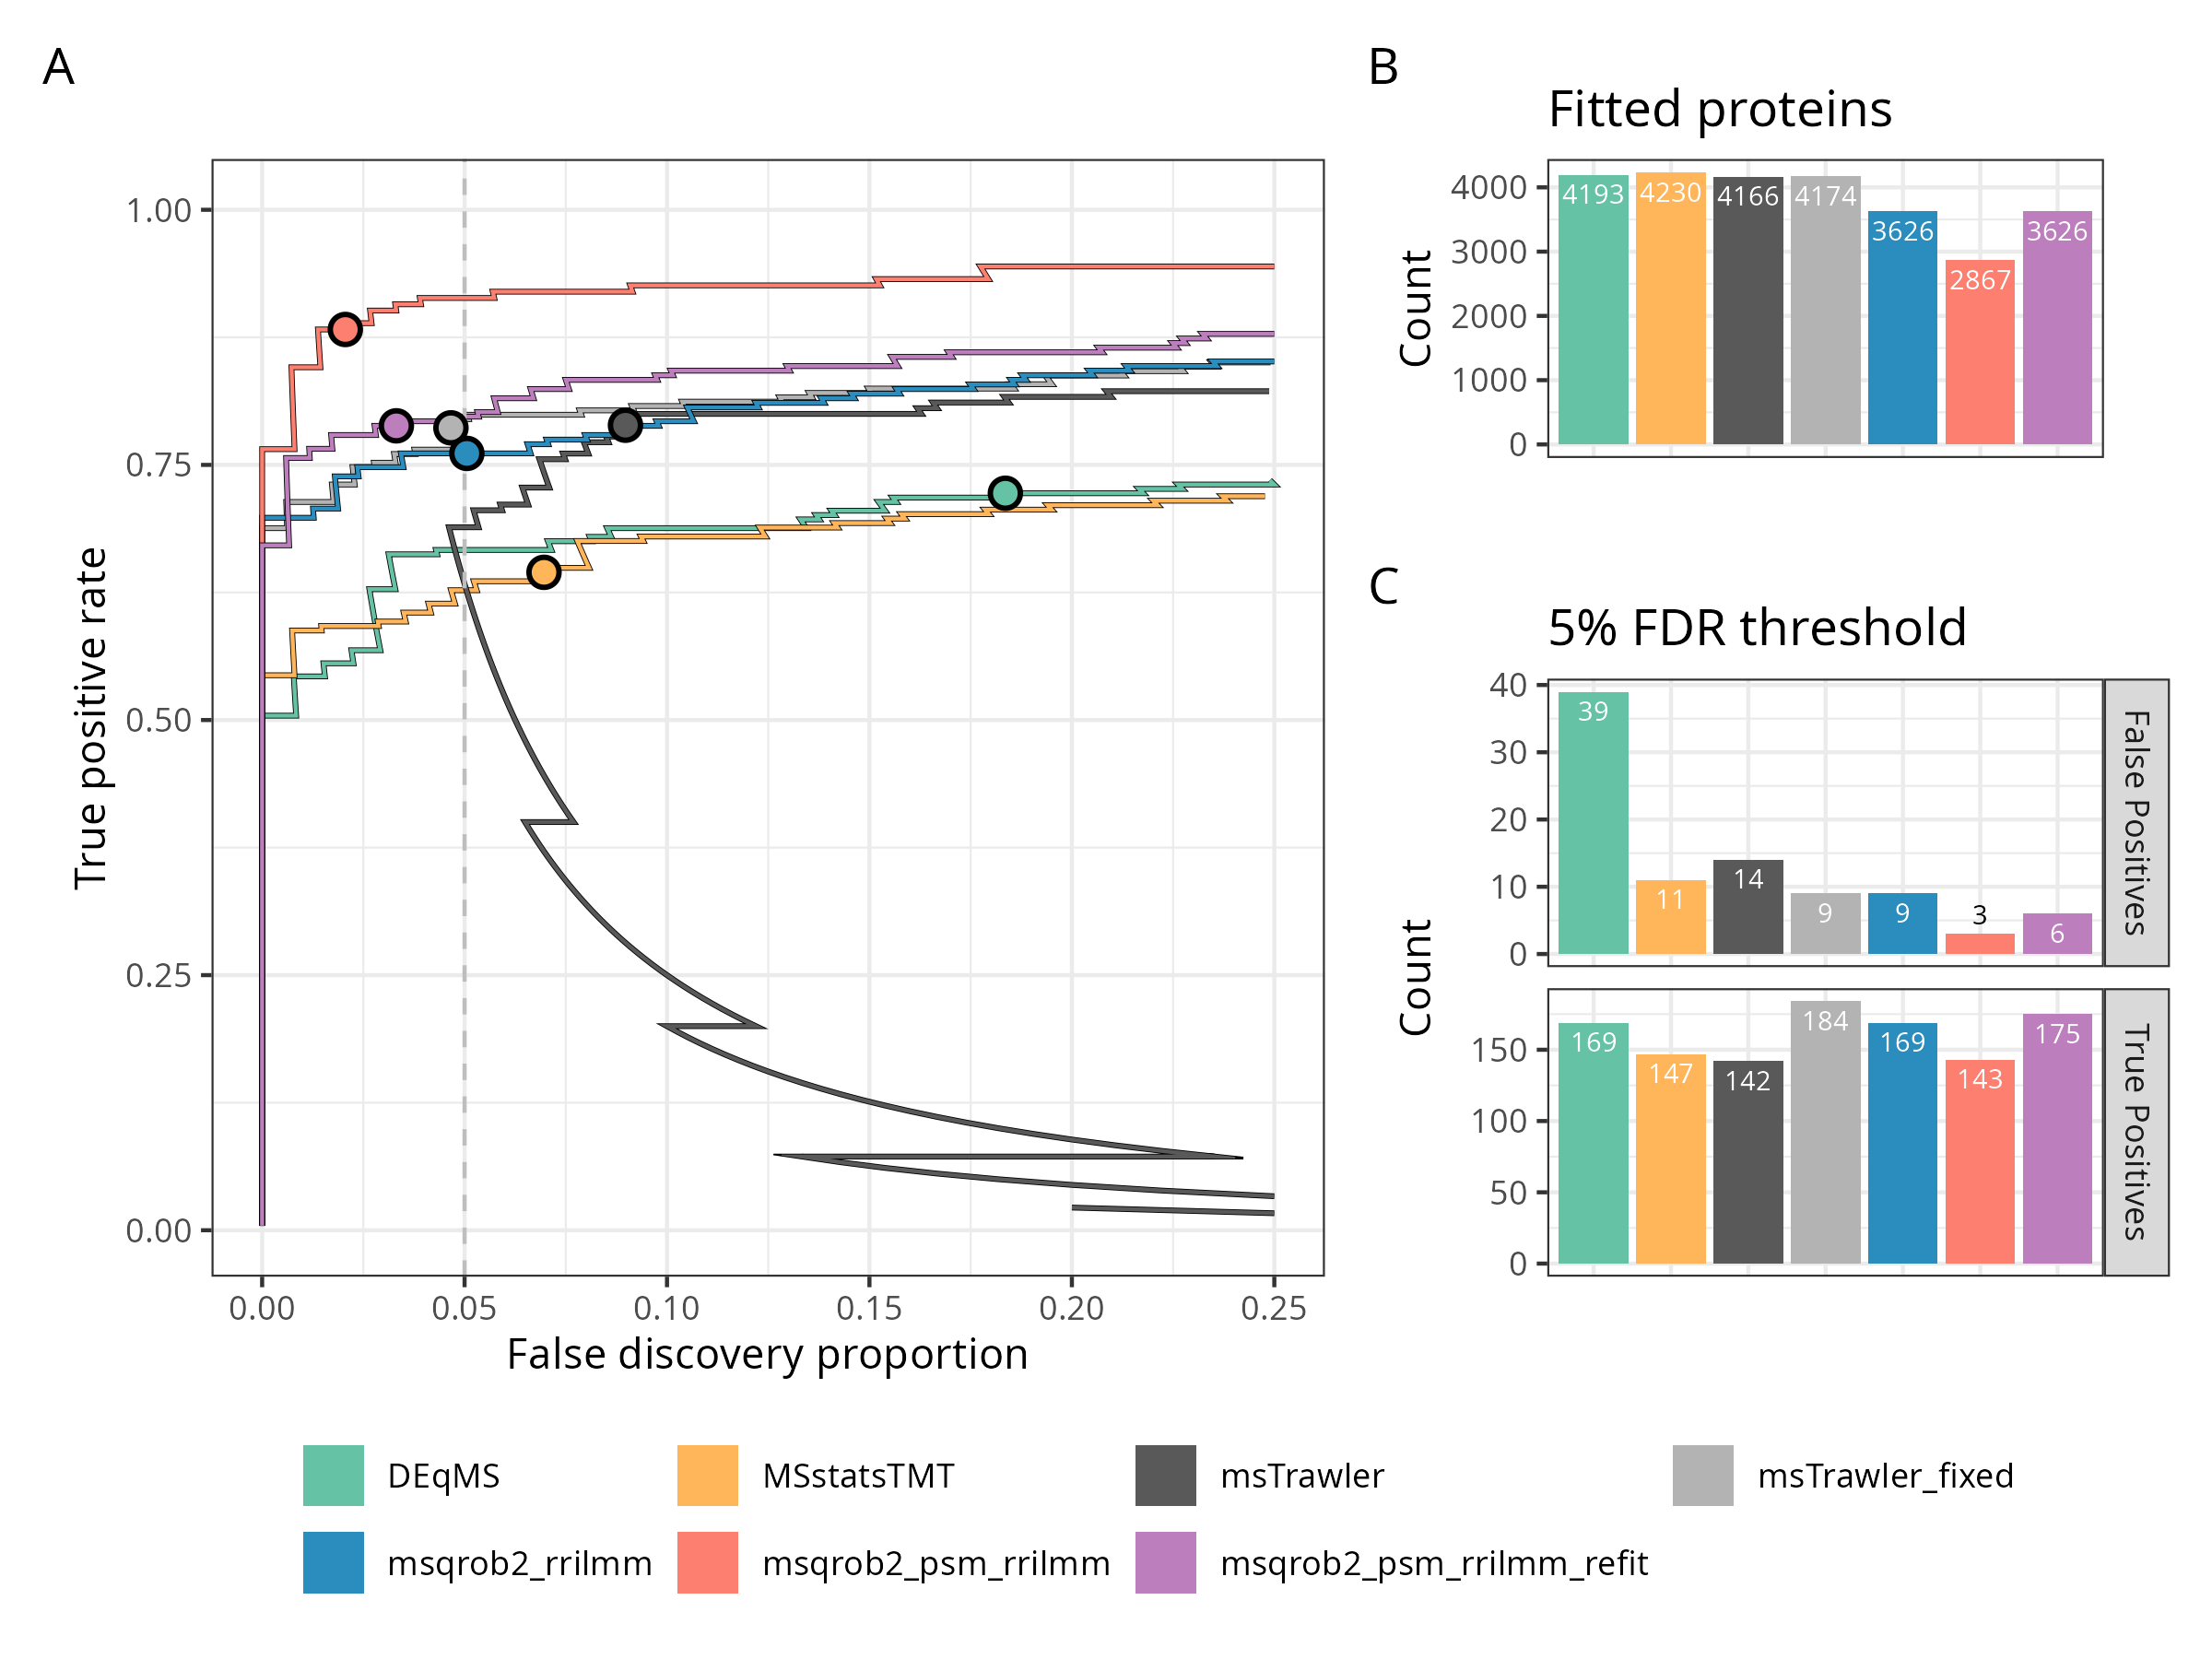 A
B
Fitted proteins
1.00
0.75
0.50
0.25
0.00
True positive rate
0.00 0.05 0.10 0.15 0.20 0.25
False discovery proportion
4000
3000
2000
1000
0
Count
4193 4230 4166 4174 3626 2867 3626
C
5% FDR threshold
40
30
20
10
0
39 11 14 9 9 3 6
False Positives
Count
150
100
50
0
169 147 142 184 169 143 175
True Positives
DEqMS MSstatsTMT msTrawler msTrawler_fixed
msqrob2_rrilmm msqrob2_psm_rrilmm msqrob2_psm_rrilmm_refit